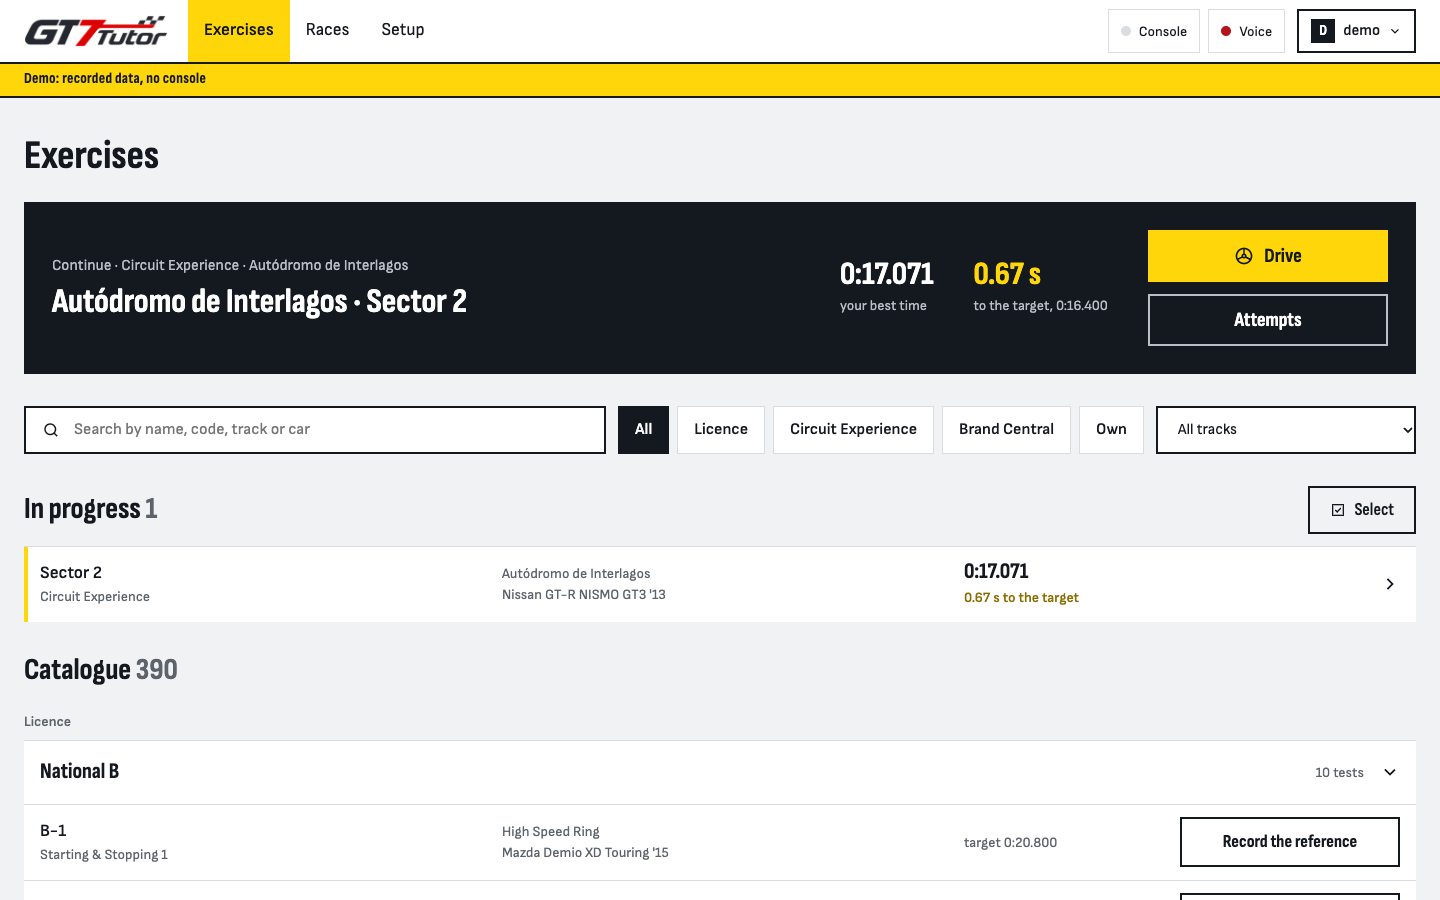 GT7Tutor
Exercises
Races
Setup
Console
Voice
D
demo
Demo: recorded data, no console
Exercises
Continue · Circuit Experience · Autódromo de Interlagos
Autódromo de Interlagos · Sector 2
0:17.071
your best time
0.67 s
to the target, 0:16.400
Drive
Attempts
Search by name, code, track or car
All
Licence
Circuit Experience
Brand Central
Own
All tracks
In progress 1
Select
Sector 2
Circuit Experience
Autódromo de Interlagos
Nissan GT-R NISMO GT3 '13
0:17.071
0.67 s to the target
Catalogue 390
Licence
National B
10 tests
B-1
Starting & Stopping 1
High Speed Ring
Mazda Demio XD Touring '15
target 0:20.800
Record the reference